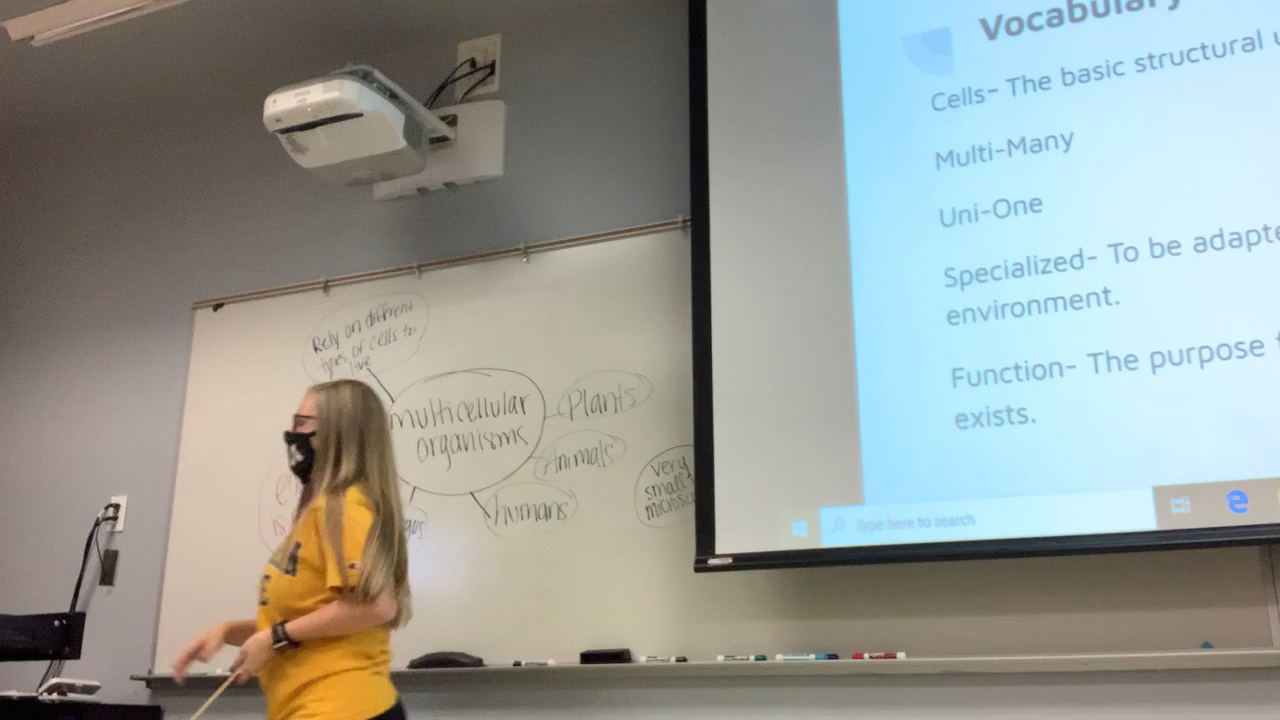 Vocabulary
Cells- The basic structural
Multi-Many
Uni-One
Specialized- To be adapte
environment.
Function- The purpose
exists.
Type here to search
Rely on different
types of cells to
live
multicellular
organisms
Plants
Animals
humans
very
small